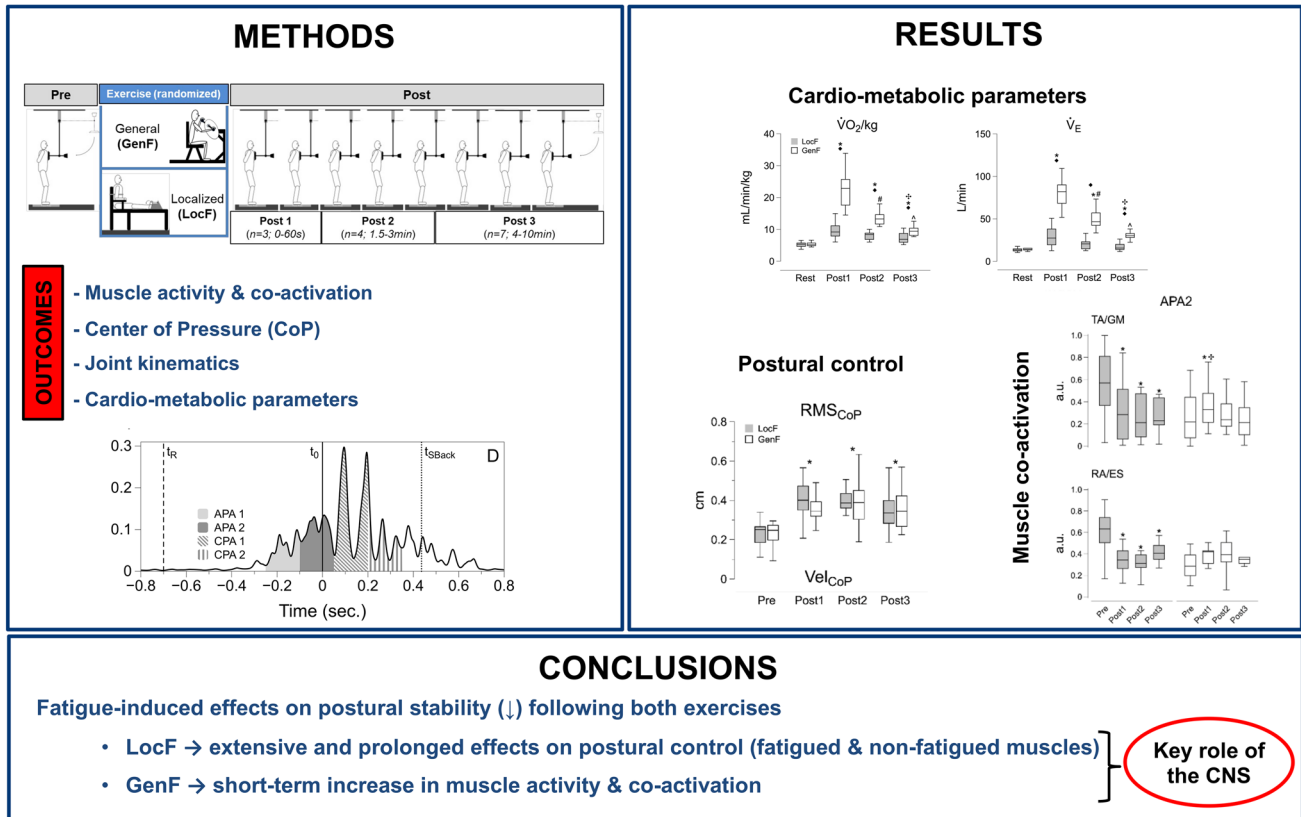 METHODS
Pre
Exercise (randomized)
Post
General
(GenF)
Localized
(LocF)
Post 1
(n=3; 0-60s)
Post 2
(n=4; 1.5-3min)
Post 3
(n=7; 4-10min)
OUTCOMES
- Muscle activity & co-activation
- Center of Pressure (CoP)
- Joint kinematics
- Cardio-metabolic parameters
0.3
0.2
0.1
0
tR
t0
tSBack
D
APA 1
APA 2
CPA 1
CPA 2
−0.8 −0.6 −0.4 −0.2 0 0.2 0.4 0.6 0.8
Time (sec.)
RESULTS
Cardio-metabolic parameters
V̇O2/kg
mL/min/kg
40
30
20
10
0
LocF
GenF
* ◆
* ◆ #
✣ * ◆ ^
Rest Post1 Post2 Post3
V̇E
L/min
150
100
50
0
* ◆
◆ *#
✣ * ◆ ^
Rest Post1 Post2 Post3
Postural control
RMSCoP
cm
0.8
0.6
0.4
0.2
0
LocF
GenF
* * *
VelCoP
Pre Post1 Post2 Post3
Muscle co-activation
APA2
TA/GM
a.u.
1.0
0.8
0.6
0.4
0.2
0.0
* * * *✣
RA/ES
a.u.
1.0
0.8
0.6
0.4
0.2
0.0
* * *
Pre Post1 Post2 Post3 Pre Post1 Post2 Post3
CONCLUSIONS
Fatigue-induced effects on postural stability (↓) following both exercises
• LocF → extensive and prolonged effects on postural control (fatigued & non-fatigued muscles)
• GenF → short-term increase in muscle activity & co-activation
Key role of
the CNS